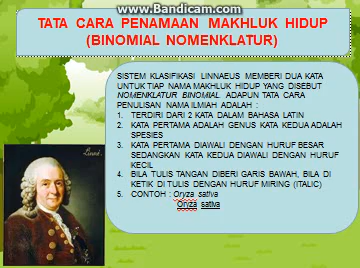 www.Bandicam.com
TATA CARA PENAMAAN MAKHLUK HIDUP
(BINOMIAL NOMENKLATUR)
SISTEM KLASIFIKASI LINNAEUS MEMBERI DUA KATA
UNTUK TIAP NAMA MAKHLUK HIDUP YANG DISEBUT
NOMENKLATUR BINOMIAL. ADAPUN TATA CARA
PENULISAN NAMA ILMIAH ADALAH :
1. TERDIRI DARI 2 KATA DALAM BAHASA LATIN
2. KATA PERTAMA ADALAH GENUS KATA KEDUA ADALAH
SPESIES
3. KATA PERTAMA DIAWALI DENGAN HURUF BESAR
SEDANGKAN KATA KEDUA DIAWALI DENGAN HURUF
KECIL
4. BILA TULIS TANGAN DIBERI GARIS BAWAH, BILA DI
KETIK DI TULIS DENGAN HURUF MIRING (ITALIC)
5. CONTOH : Oryza sativa
Oryza sativa
Linné.